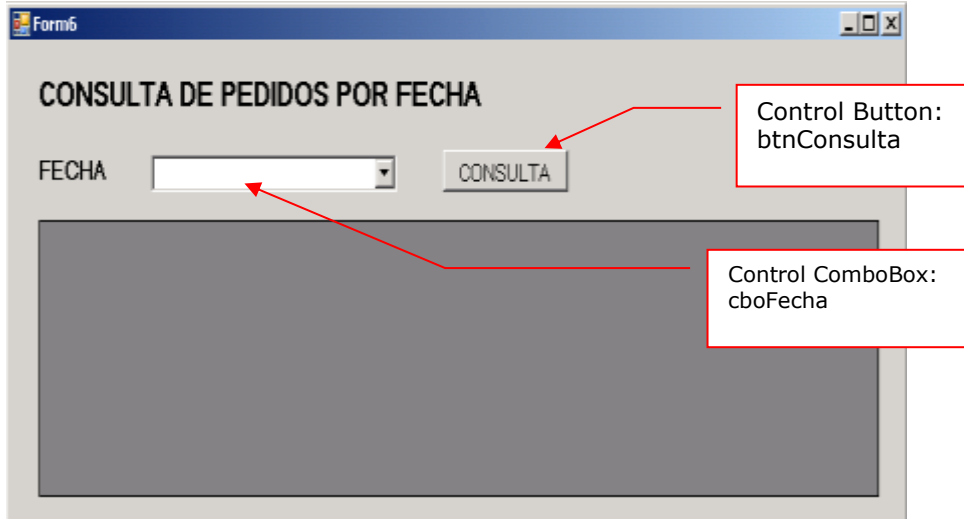 Form6
CONSULTA DE PEDIDOS POR FECHA
Control Button:
btnConsulta
FECHA
CONSULTA
Control ComboBox:
cboFecha